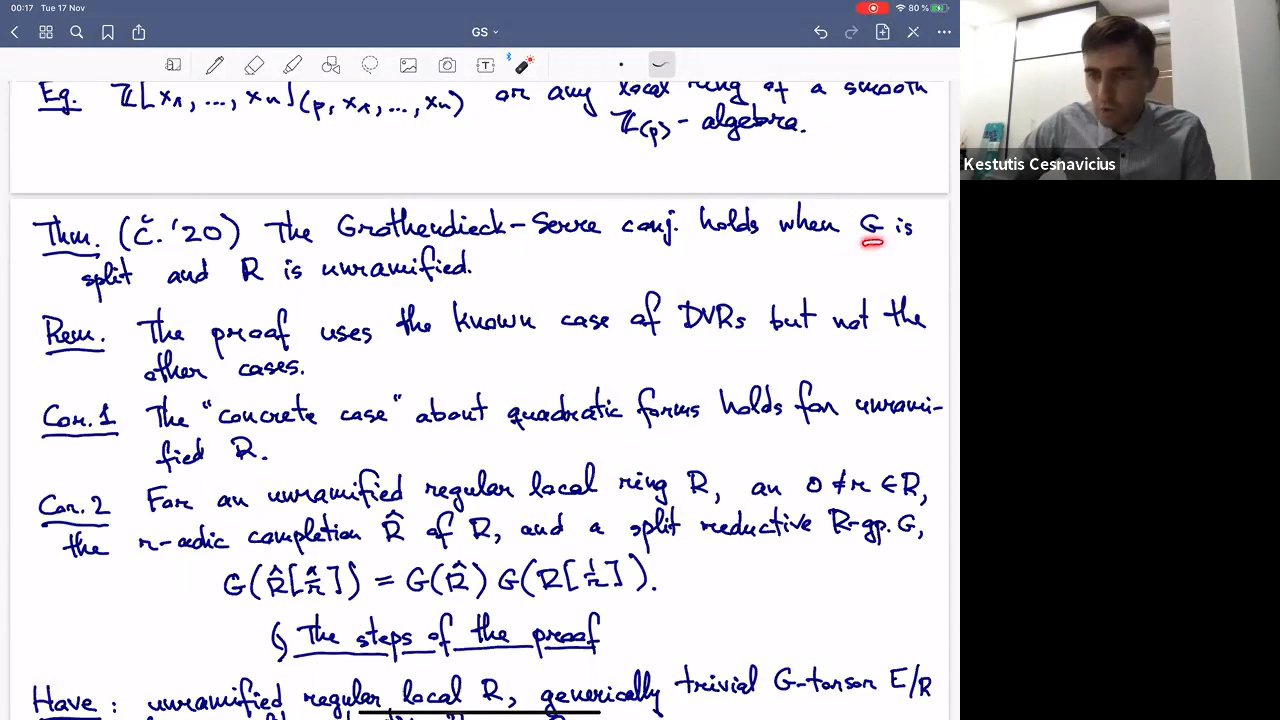 00:17 Tue 17 Nov
80 %
GS
Eg. ℤ[x₁, ..., xₙ]₍p, x₁, ..., xₙ₎ or any local ring of a smooth
ℤ₍p₎ - algebra.
Thm. (Č. '20) The Grothendieck–Serre conj. holds when G is
split and R is unramified.
Rem. The proof uses the known case of DVRs but not the
other cases.
Cor. 1 The "concrete case" about quadratic forms holds for unrami-
fied R.
Cor. 2 For an unramified regular local ring R, an 0 ≠ r ∈ R,
the r-adic completion R̂ of R, and a split reductive R-gp. G,
G(R̂[1/r]) = G(R̂) G(R[1/r]).
§ The steps of the proof
Have: unramified regular local R, generically trivial G-torsor E/R
Kestutis Cesnavicius